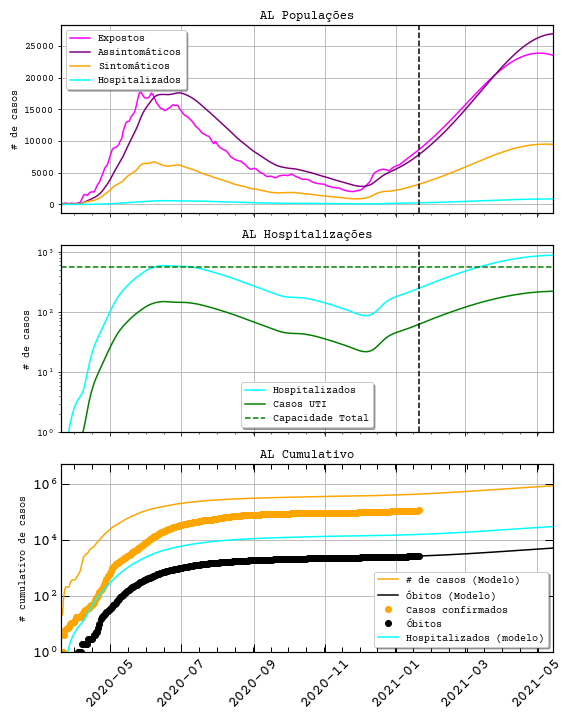 AL Populações
# de casos
25000
20000
15000
10000
5000
0
Expostos
Assintomáticos
Sintomáticos
Hospitalizados
AL Hospitalizações
# de casos
10³
10²
10¹
10⁰
Hospitalizados
Casos UTI
Capacidade Total
AL Cumulativo
# cumulativo de casos
10⁶
10⁴
10²
10⁰
# de casos (Modelo)
Óbitos (Modelo)
Casos confirmados
Óbitos
Hospitalizados (modelo)
2020-05
2020-07
2020-09
2020-11
2021-01
2021-03
2021-05